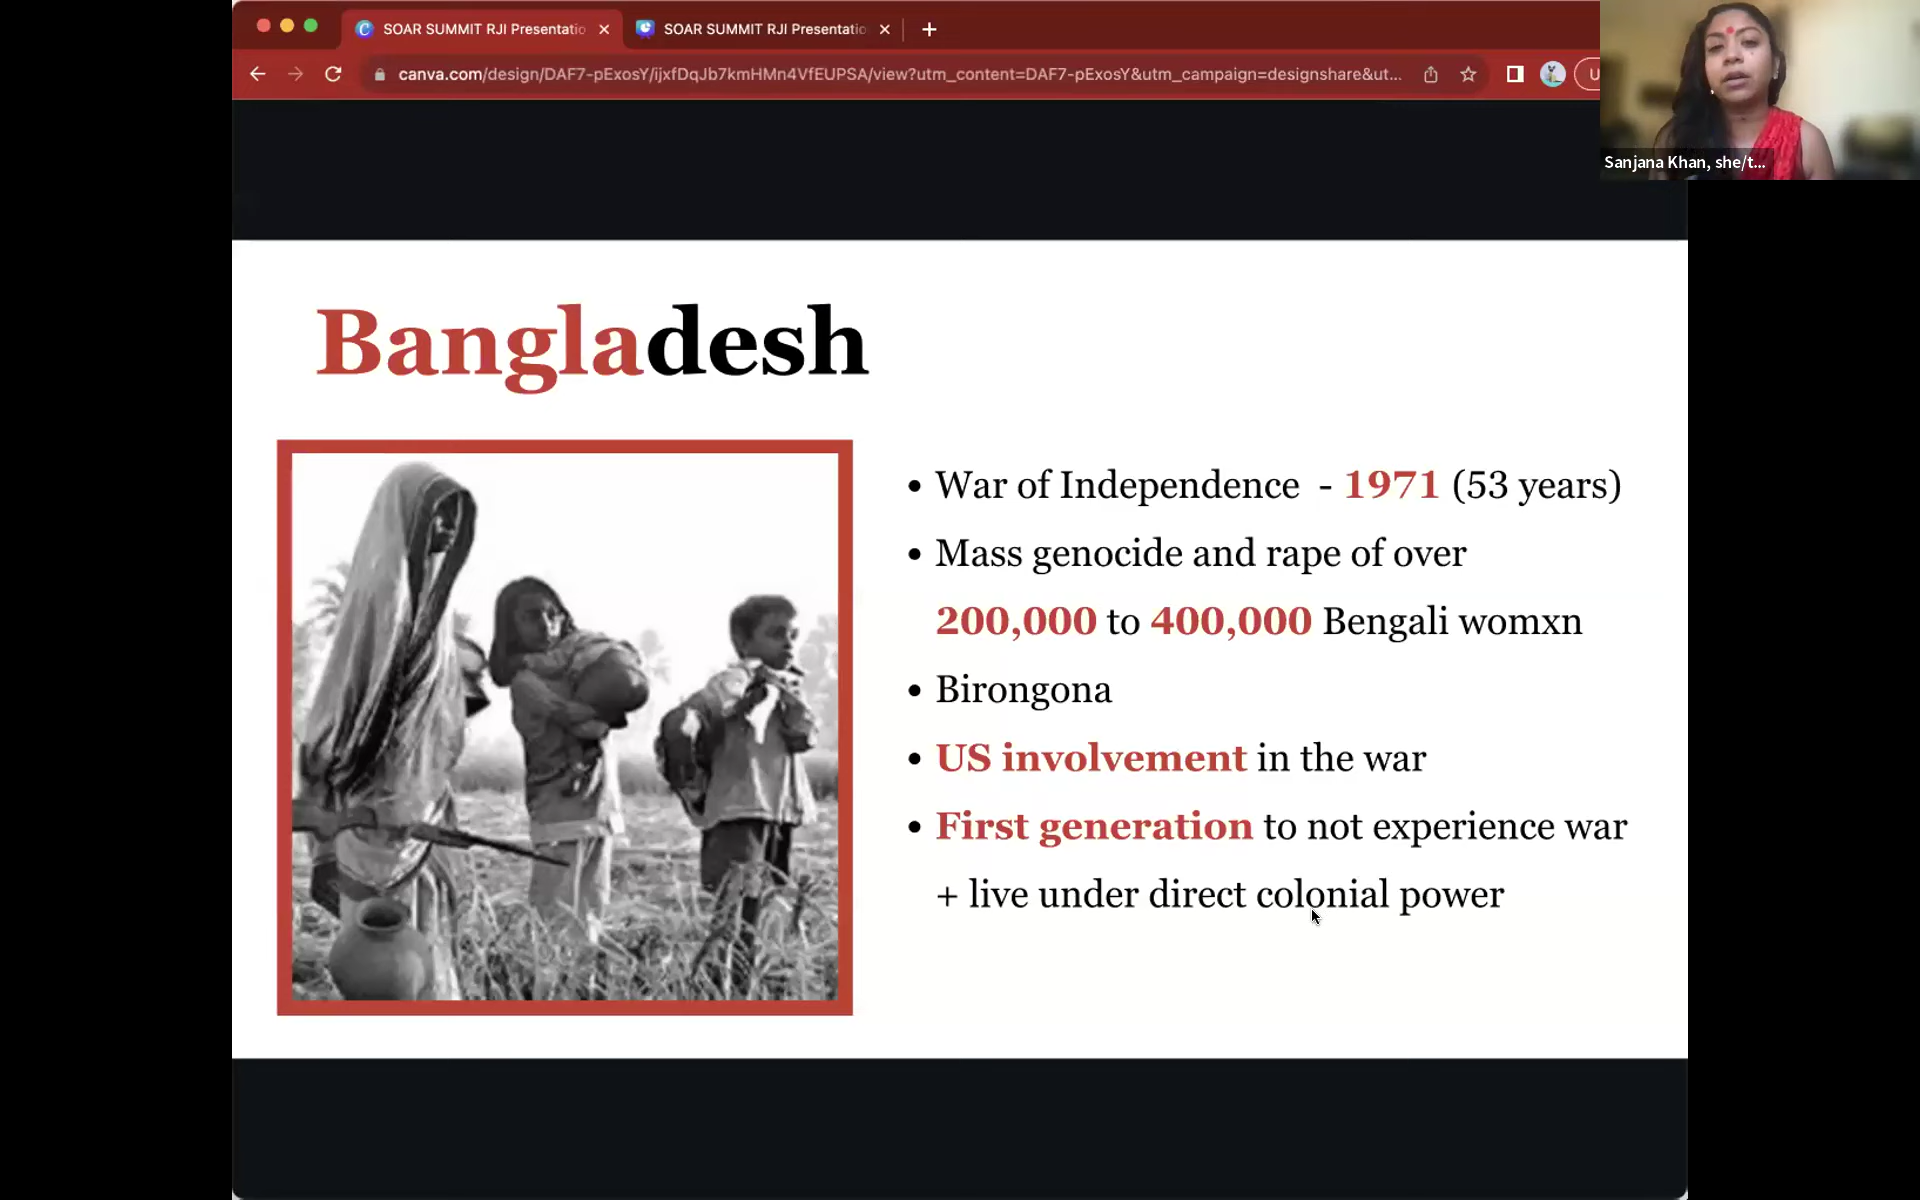 SOAR SUMMIT RJI Presentatio
SOAR SUMMIT RJI Presentatio
canva.com/design/DAF7-pExosY/ijxfDqJb7kmHMn4VfEUPSA/view?utm_content=DAF7-pExosY&utm_campaign=designshare&ut...
U
Sanjana Khan, she/t...
Bangladesh
• War of Independence - 1971 (53 years)
• Mass genocide and rape of over
200,000 to 400,000 Bengali womxn
• Birongona
• US involvement in the war
• First generation to not experience war
+ live under direct colonial power